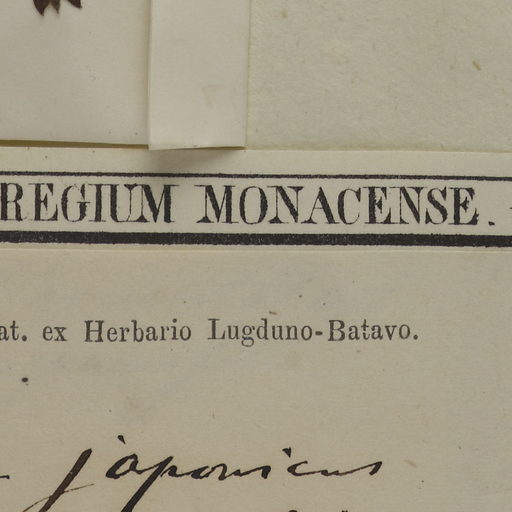 REGIUM MONACENSE.
at. ex Herbario Lugduno-Batavo.
japonicus